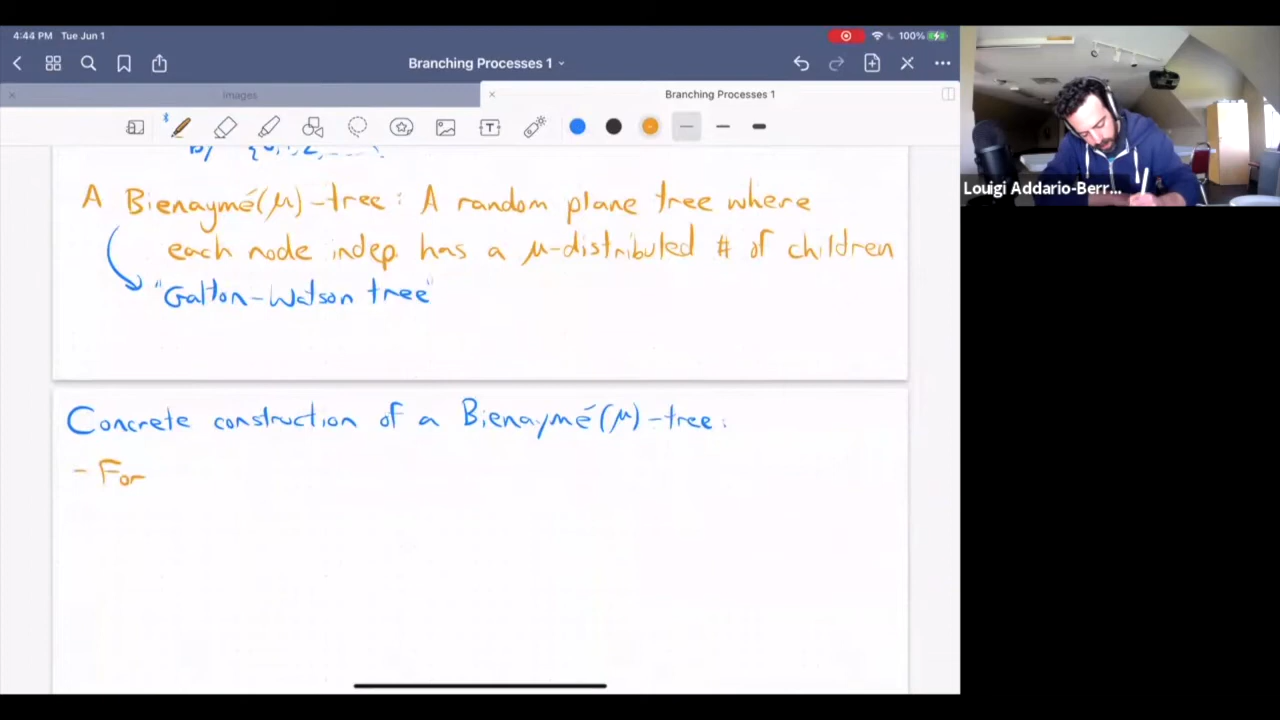 4:44 PM Tue Jun 1
100%
Branching Processes 1
Images
Branching Processes 1
A Bienaymé(μ)-tree: A random plane tree where
each node indep has a μ-distributed # of children
"Galton-Watson tree"
Concrete construction of a Bienaymé(μ)-tree:
- For
Louigi Addario-Berr...